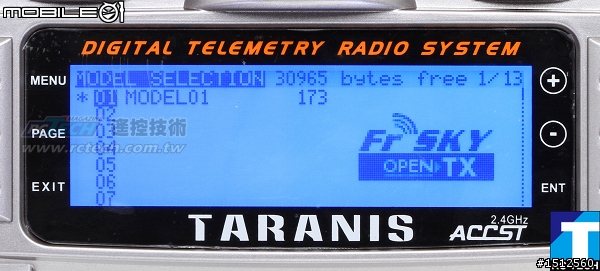 MOBILE01
DIGITAL TELEMETRY RADIO SYSTEM
MENU
PAGE
EXIT
MODEL SELECTION 30965 bytes free 1/13
*01 MODEL01 173
02
03
04
05
06
07
RCTech 遙控技術
www.rctech.com.tw
FrSKY
OPEN TX
+
-
ENT
TARANIS
2.4GHz
ACCST
T
#1512560